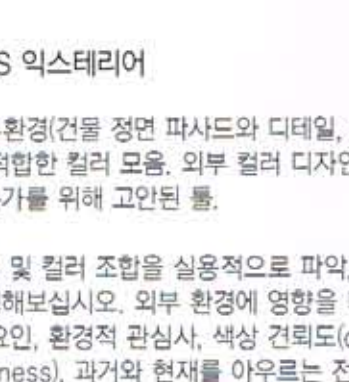 S 익스테리어
환경(건물 정면 파사드와 디테일,
적합한 컬러 모음. 외부 컬러 디자인
가를 위해 고안된 툴.
및 컬러 조합을 실용적으로 파악,
해보십시오. 외부 환경에 영향을
요인, 환경적 관심사, 색상 견뢰도(c
ness), 과거와 현재를 아우르는 전